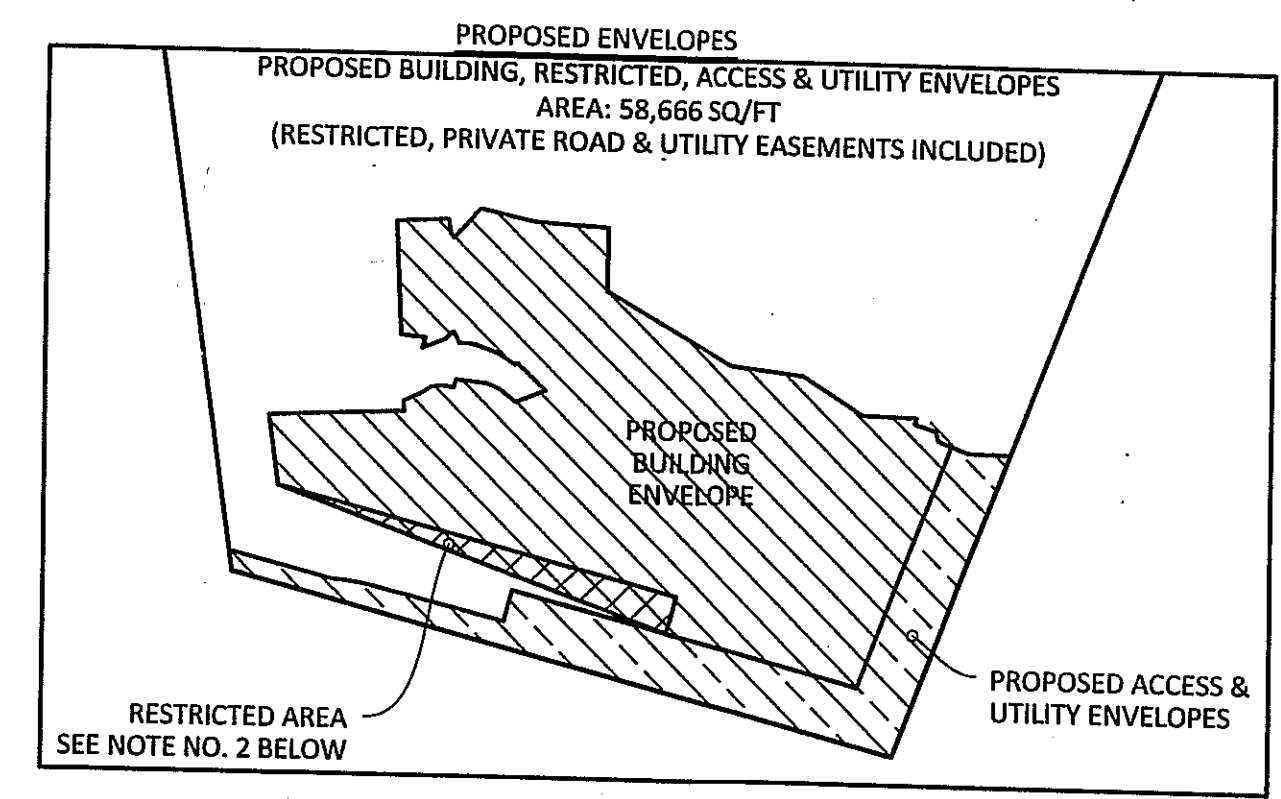 PROPOSED ENVELOPES
PROPOSED BUILDING, RESTRICTED, ACCESS & UTILITY ENVELOPES
AREA: 58,666 SQ/FT
(RESTRICTED, PRIVATE ROAD & UTILITY EASEMENTS INCLUDED)
PROPOSED
BUILDING
ENVELOPE
RESTRICTED AREA
SEE NOTE NO. 2 BELOW
PROPOSED ACCESS &
UTILITY ENVELOPES